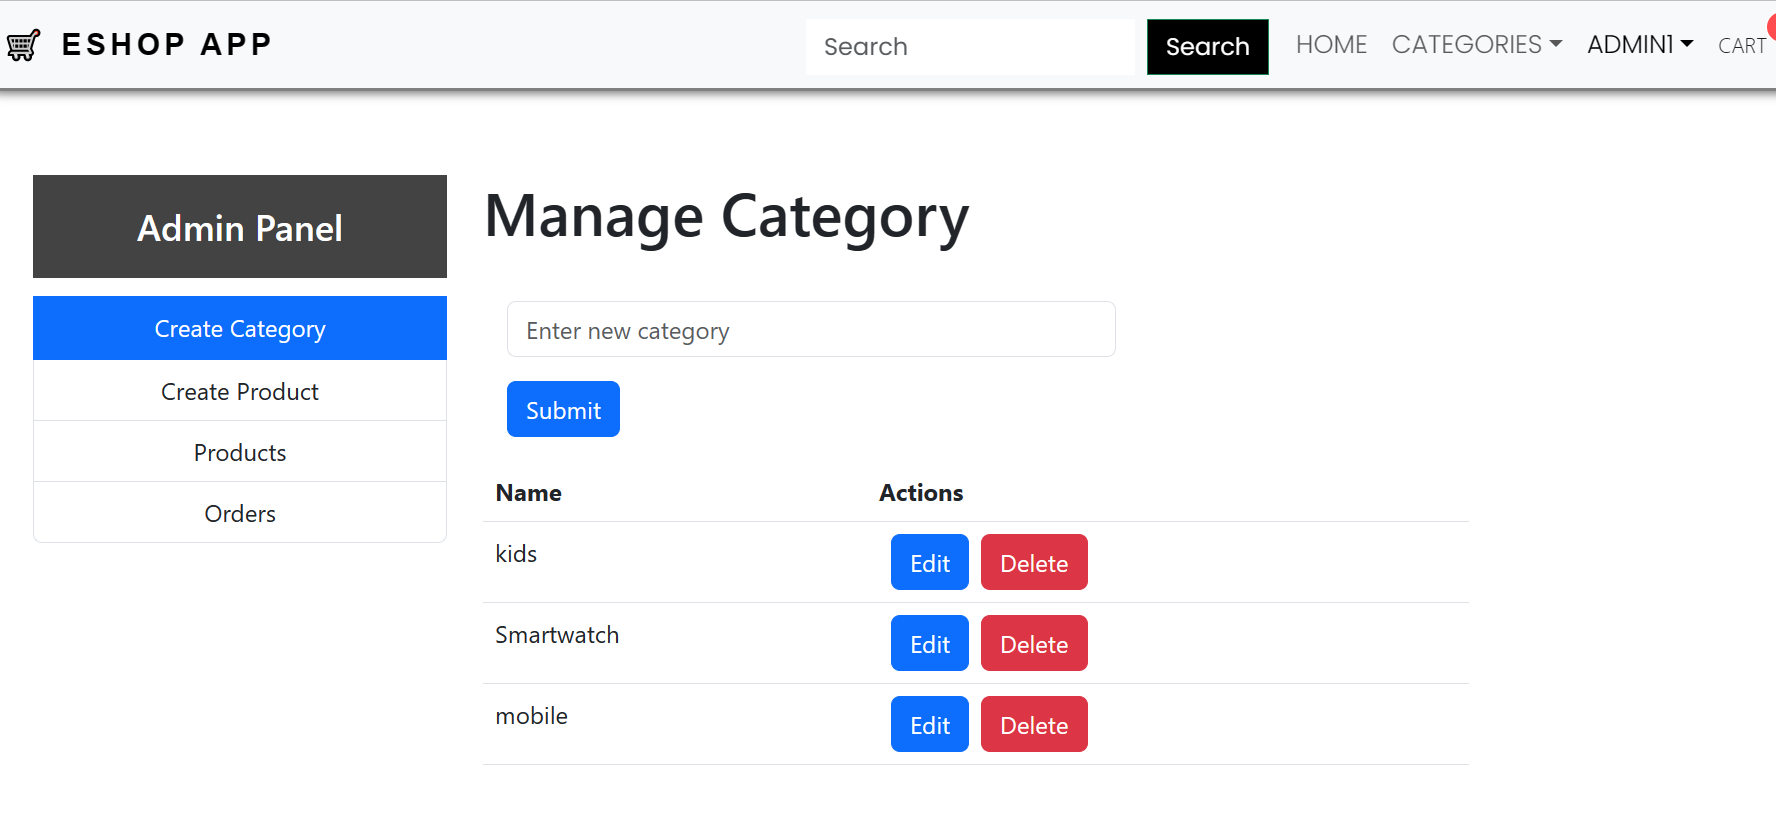 ESHOP APP
Search
Search
HOME
CATEGORIES
ADMIN1
CART
Admin Panel
Create Category
Create Product
Products
Orders
Manage Category
Enter new category
Submit
Name Actions
kids Edit Delete
Smartwatch Edit Delete
mobile Edit Delete